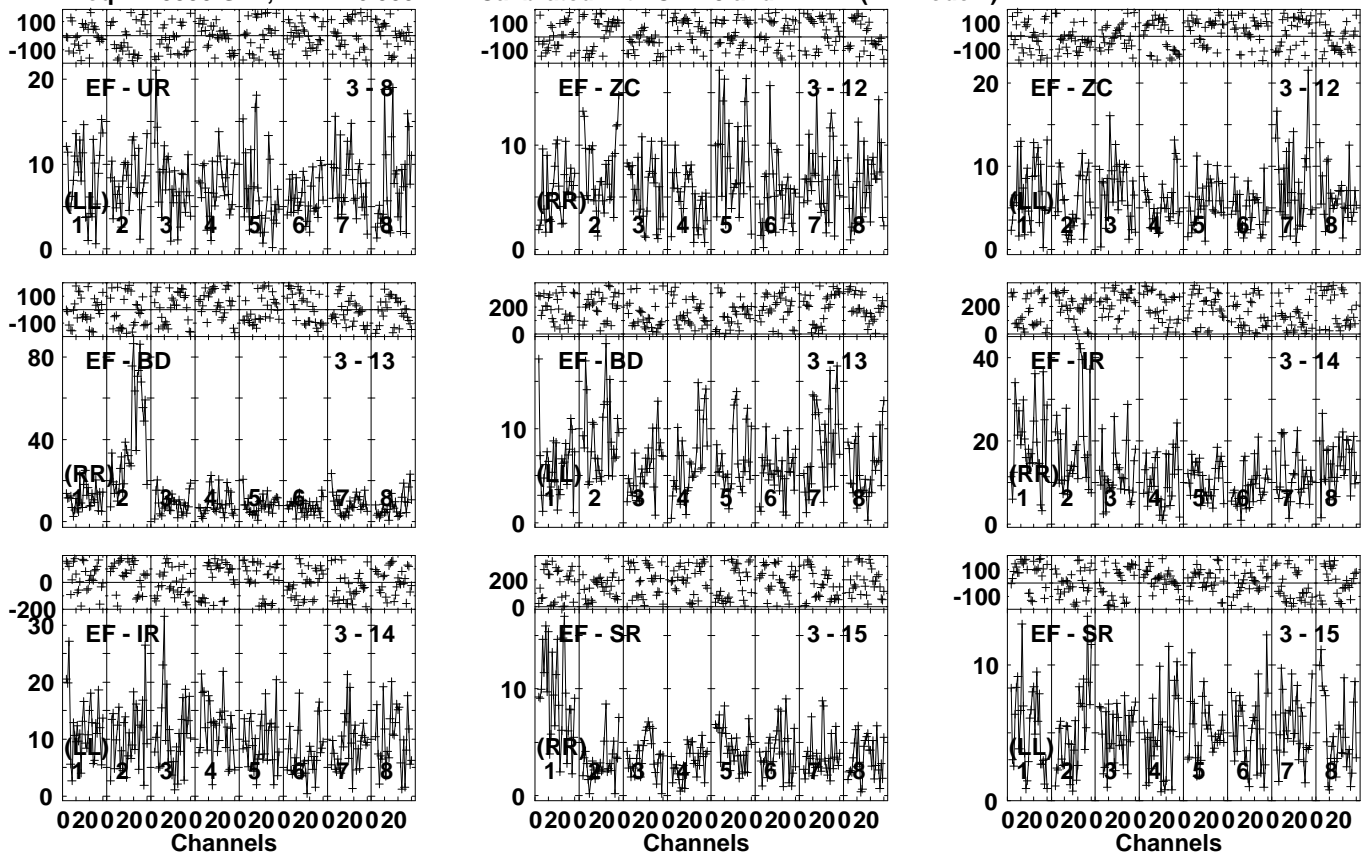 100 100 100
-100 -100 -100
20 EF - UR 3 - 8 EF - ZC 3 - 12 20 EF - ZC 3 - 12
10 10 10
(LL) (RR) (LL)
1 2 3 4 5 6 7 8 1 2 3 4 5 6 7 8 1 2 3 4 5 6 7 8
0 0 0
100 200 200
-100 0 0
80 EF - BD 3 - 13 EF - BD 3 - 13 40 EF - IR 3 - 14
40 10 20
(RR) (LL) (RR)
1 2 3 4 5 6 7 8 1 2 3 4 5 6 7 8 1 2 3 4 5 6 7 8
0 0 0
0 200 100
-200 0 -100
30 EF - IR 3 - 14 EF - SR 3 - 15 EF - SR 3 - 15
20 10 10
10
(LL) (RR) (LL)
1 2 3 4 5 6 7 8 1 2 3 4 5 6 7 8 1 2 3 4 5 6 7 8
0 0 0
0 20 0 20 0 20 0 20 0 20 0 20 0 20 0 20 0 20 0 20 0 20 0 20 0 20 0 20 0 20 0 20 0 20 0 20 0 20 0 20 0 20 0 20 0 20 0 20
Channels Channels Channels